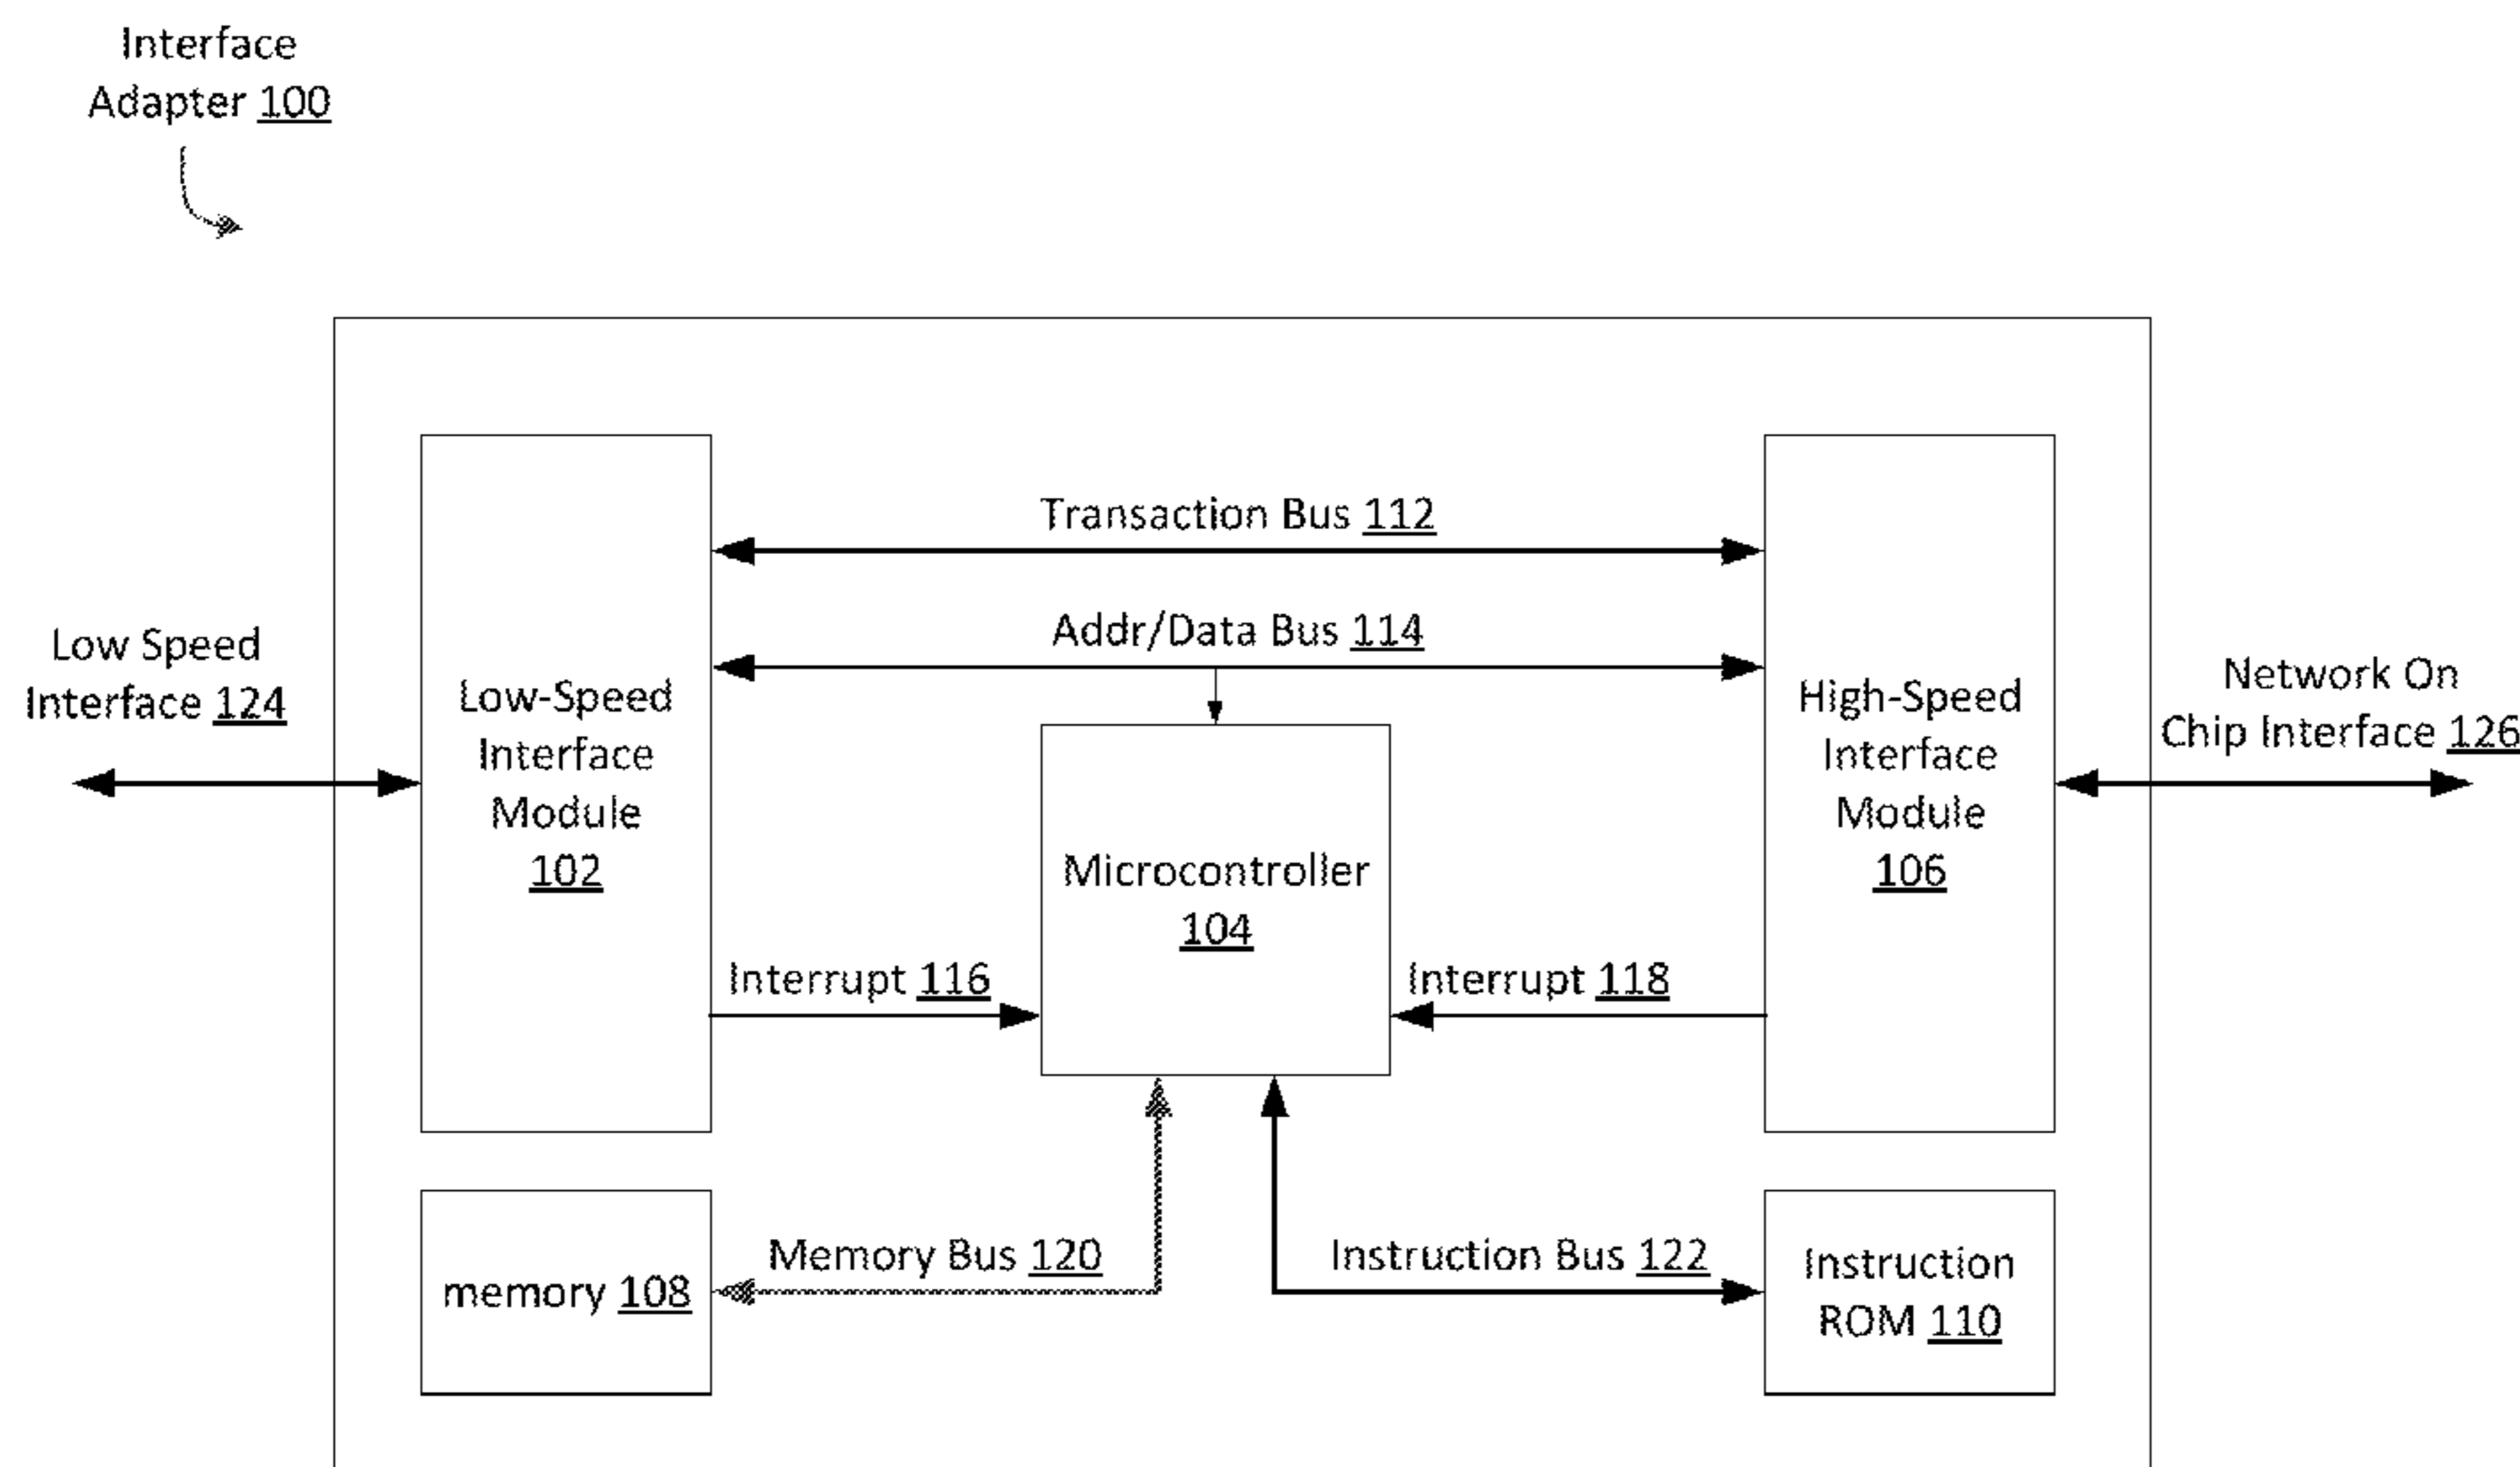 Interface
Adapter 100
Transaction Bus 112
Addr/Data Bus 114
Low Speed
Interface 124
Low-Speed
Interface
Module
102
High-Speed
Interface
Module
106
Network On
Chip Interface 126
Microcontroller
104
Interrupt 116
Interrupt 118
memory 108
Memory Bus 120
Instruction Bus 122
Instruction
ROM 110